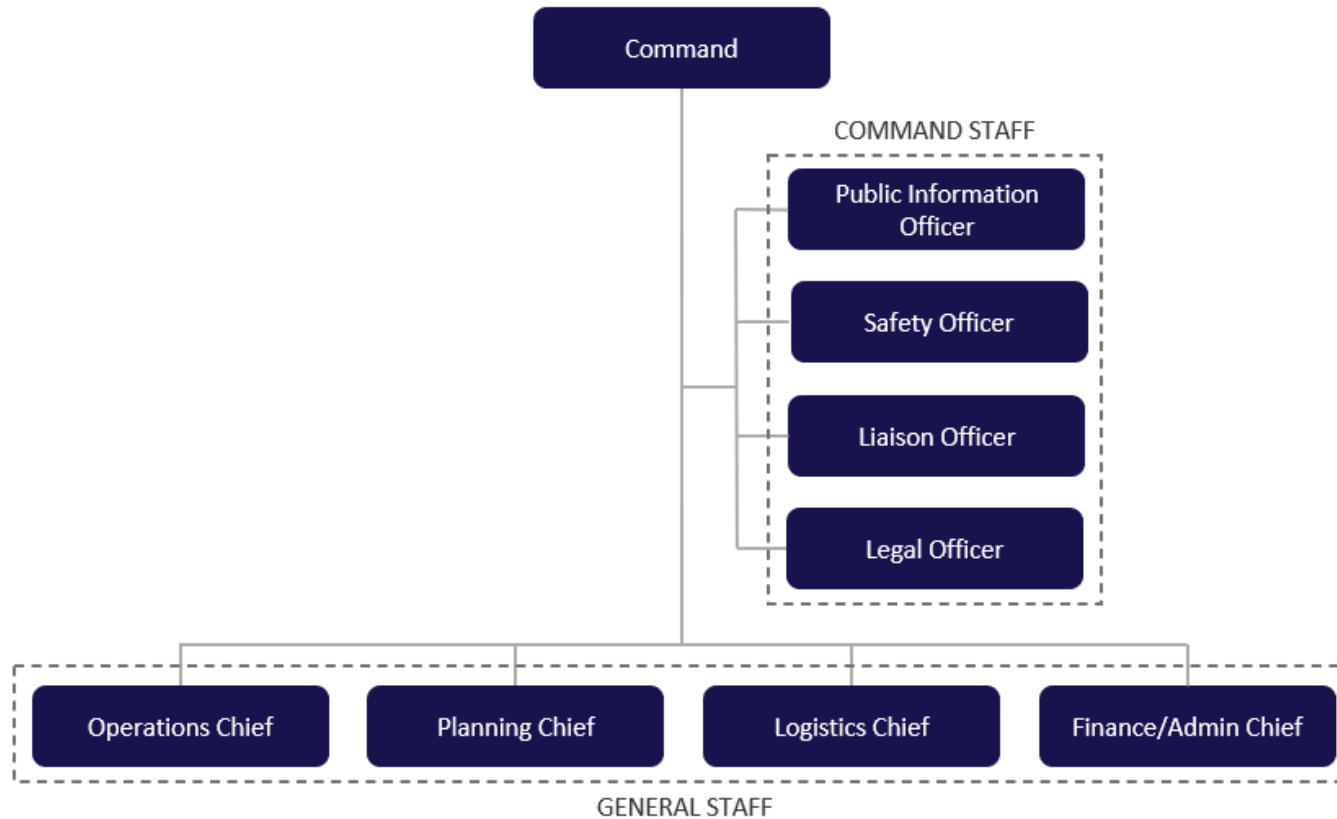 Command
COMMAND STAFF
Public Information
Officer
Safety Officer
Liaison Officer
Legal Officer
Operations Chief
Planning Chief
Logistics Chief
Finance/Admin Chief
GENERAL STAFF